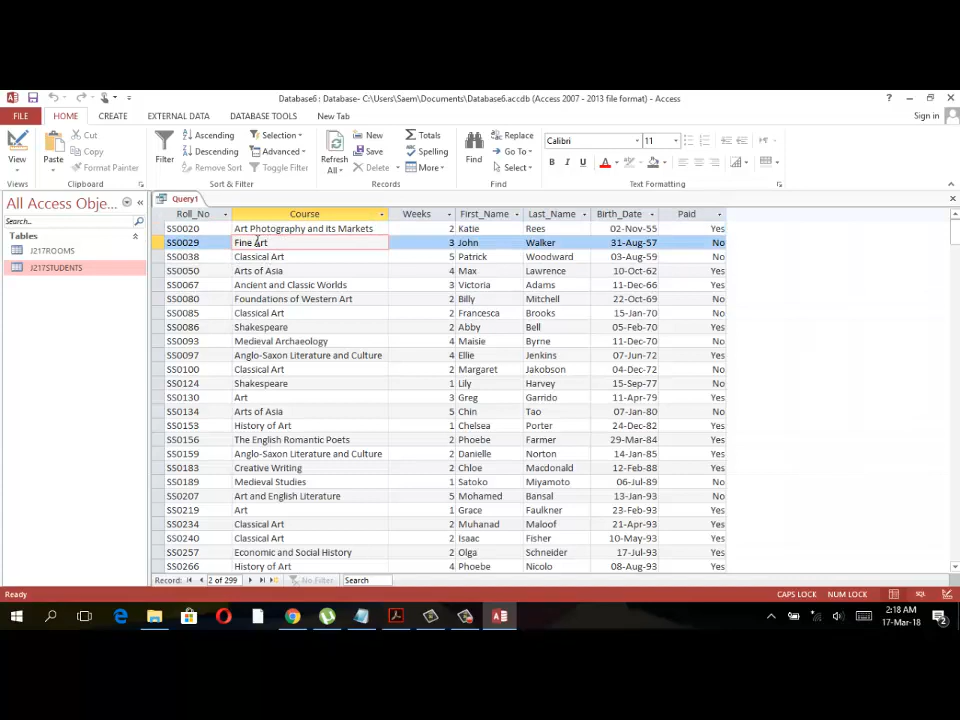 Database6 : Database- C:\Users\Saem\Documents\Database6.accdb (Access 2007 - 2013 file format) - Access
FILE HOME CREATE EXTERNAL DATA DATABASE TOOLS New Tab Sign in
View Paste Cut Copy Format Painter Filter Ascending Descending Remove Sort Selection Advanced Toggle Filter Refresh All New Save Delete Totals Spelling More Find Replace Go To Select Calibri 11 B I U
Views Clipboard Sort & Filter Records Find Text Formatting
All Access Obje...
Search...
Tables
J217ROOMS
J217STUDENTS
Query1
Roll_No Course Weeks First_Name Last_Name Birth_Date Paid
SS0020 Art Photography and its Markets 2 Katie Rees 02-Nov-55 Yes
SS0029 Fine Art 3 John Walker 31-Aug-57 No
SS0038 Classical Art 5 Patrick Woodward 03-Aug-59 No
SS0050 Arts of Asia 4 Max Lawrence 10-Oct-62 Yes
SS0067 Ancient and Classic Worlds 3 Victoria Adams 11-Dec-66 Yes
SS0080 Foundations of Western Art 2 Billy Mitchell 22-Oct-69 No
SS0085 Classical Art 2 Francesca Brooks 15-Jan-70 No
SS0086 Shakespeare 2 Abby Bell 05-Feb-70 Yes
SS0093 Medieval Archaeology 4 Maisie Byrne 11-Dec-70 No
SS0097 Anglo-Saxon Literature and Culture 4 Ellie Jenkins 07-Jun-72 Yes
SS0100 Classical Art 2 Margaret Jakobson 04-Dec-72 No
SS0124 Shakespeare 1 Lily Harvey 15-Sep-77 No
SS0130 Art 3 Greg Garrido 11-Apr-79 Yes
SS0134 Arts of Asia 5 Chin Tao 07-Jan-80 No
SS0153 History of Art 1 Chelsea Porter 24-Dec-82 Yes
SS0156 The English Romantic Poets 2 Phoebe Farmer 29-Mar-84 Yes
SS0159 Anglo-Saxon Literature and Culture 2 Danielle Norton 14-Jan-85 Yes
SS0183 Creative Writing 2 Chloe Macdonald 12-Feb-88 Yes
SS0189 Medieval Studies 1 Satoko Miyamoto 06-Jul-89 No
SS0207 Art and English Literature 5 Mohamed Bansal 13-Jan-93 No
SS0219 Art 1 Grace Faulkner 23-Feb-93 Yes
SS0234 Classical Art 2 Muhanad Maloof 21-Apr-93 Yes
SS0240 Classical Art 2 Isaac Fisher 10-May-93 Yes
SS0257 Economic and Social History 2 Olga Schneider 17-Jul-93 Yes
SS0266 History of Art 4 Phoebe Nicolo 08-Aug-93 Yes
Record: 2 of 299 No Filter Search
Ready CAPS LOCK NUM LOCK SQL
2:18 AM
17-Mar-18
2